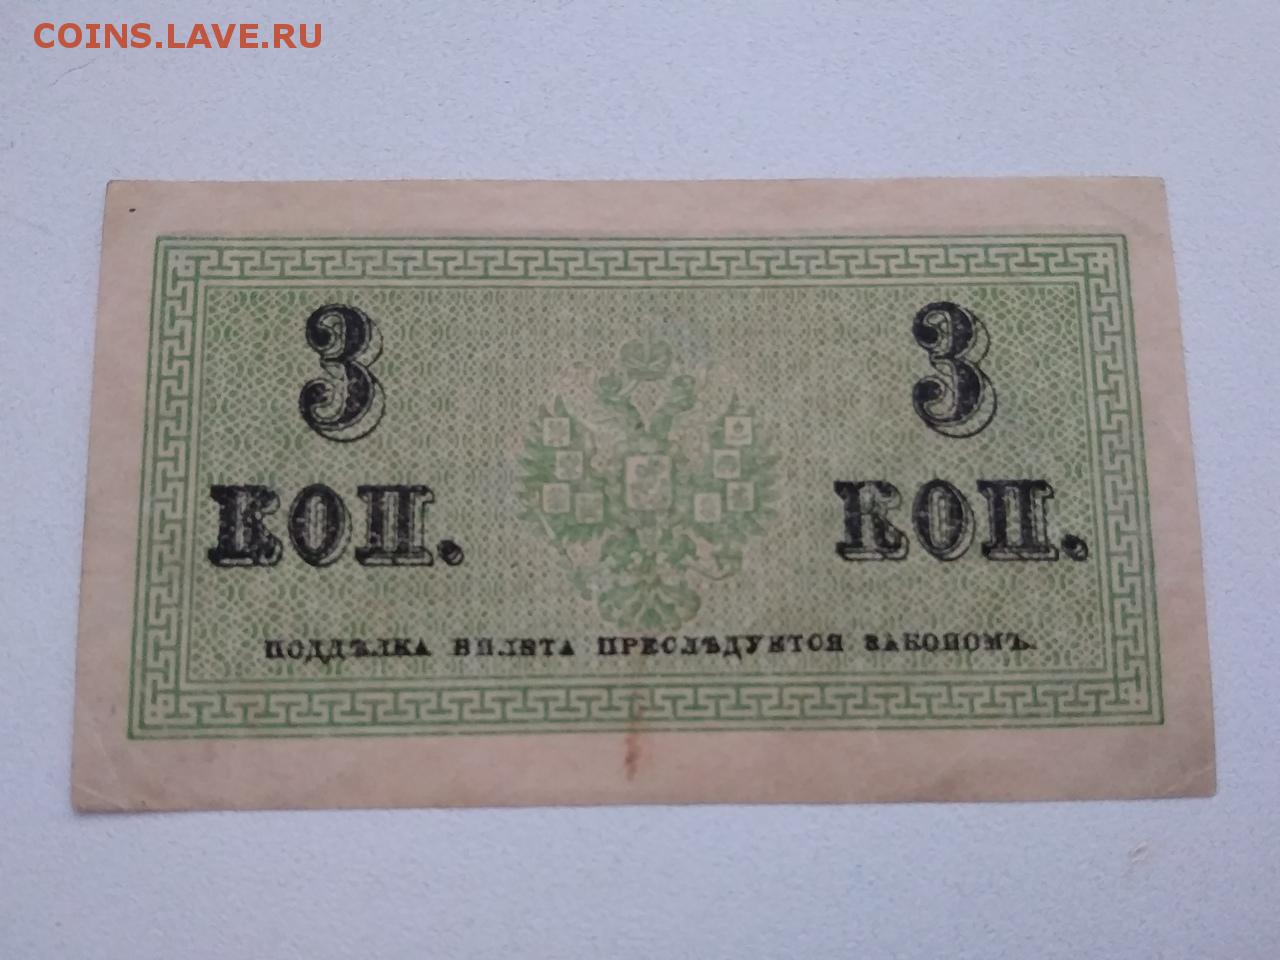 COINS.LAVE.RU
3 3
КОП. КОП.
ПОДДѢЛКА БИЛЕТА ПРЕСЛѢДУЕТСЯ ЗАКОНОМЪ.